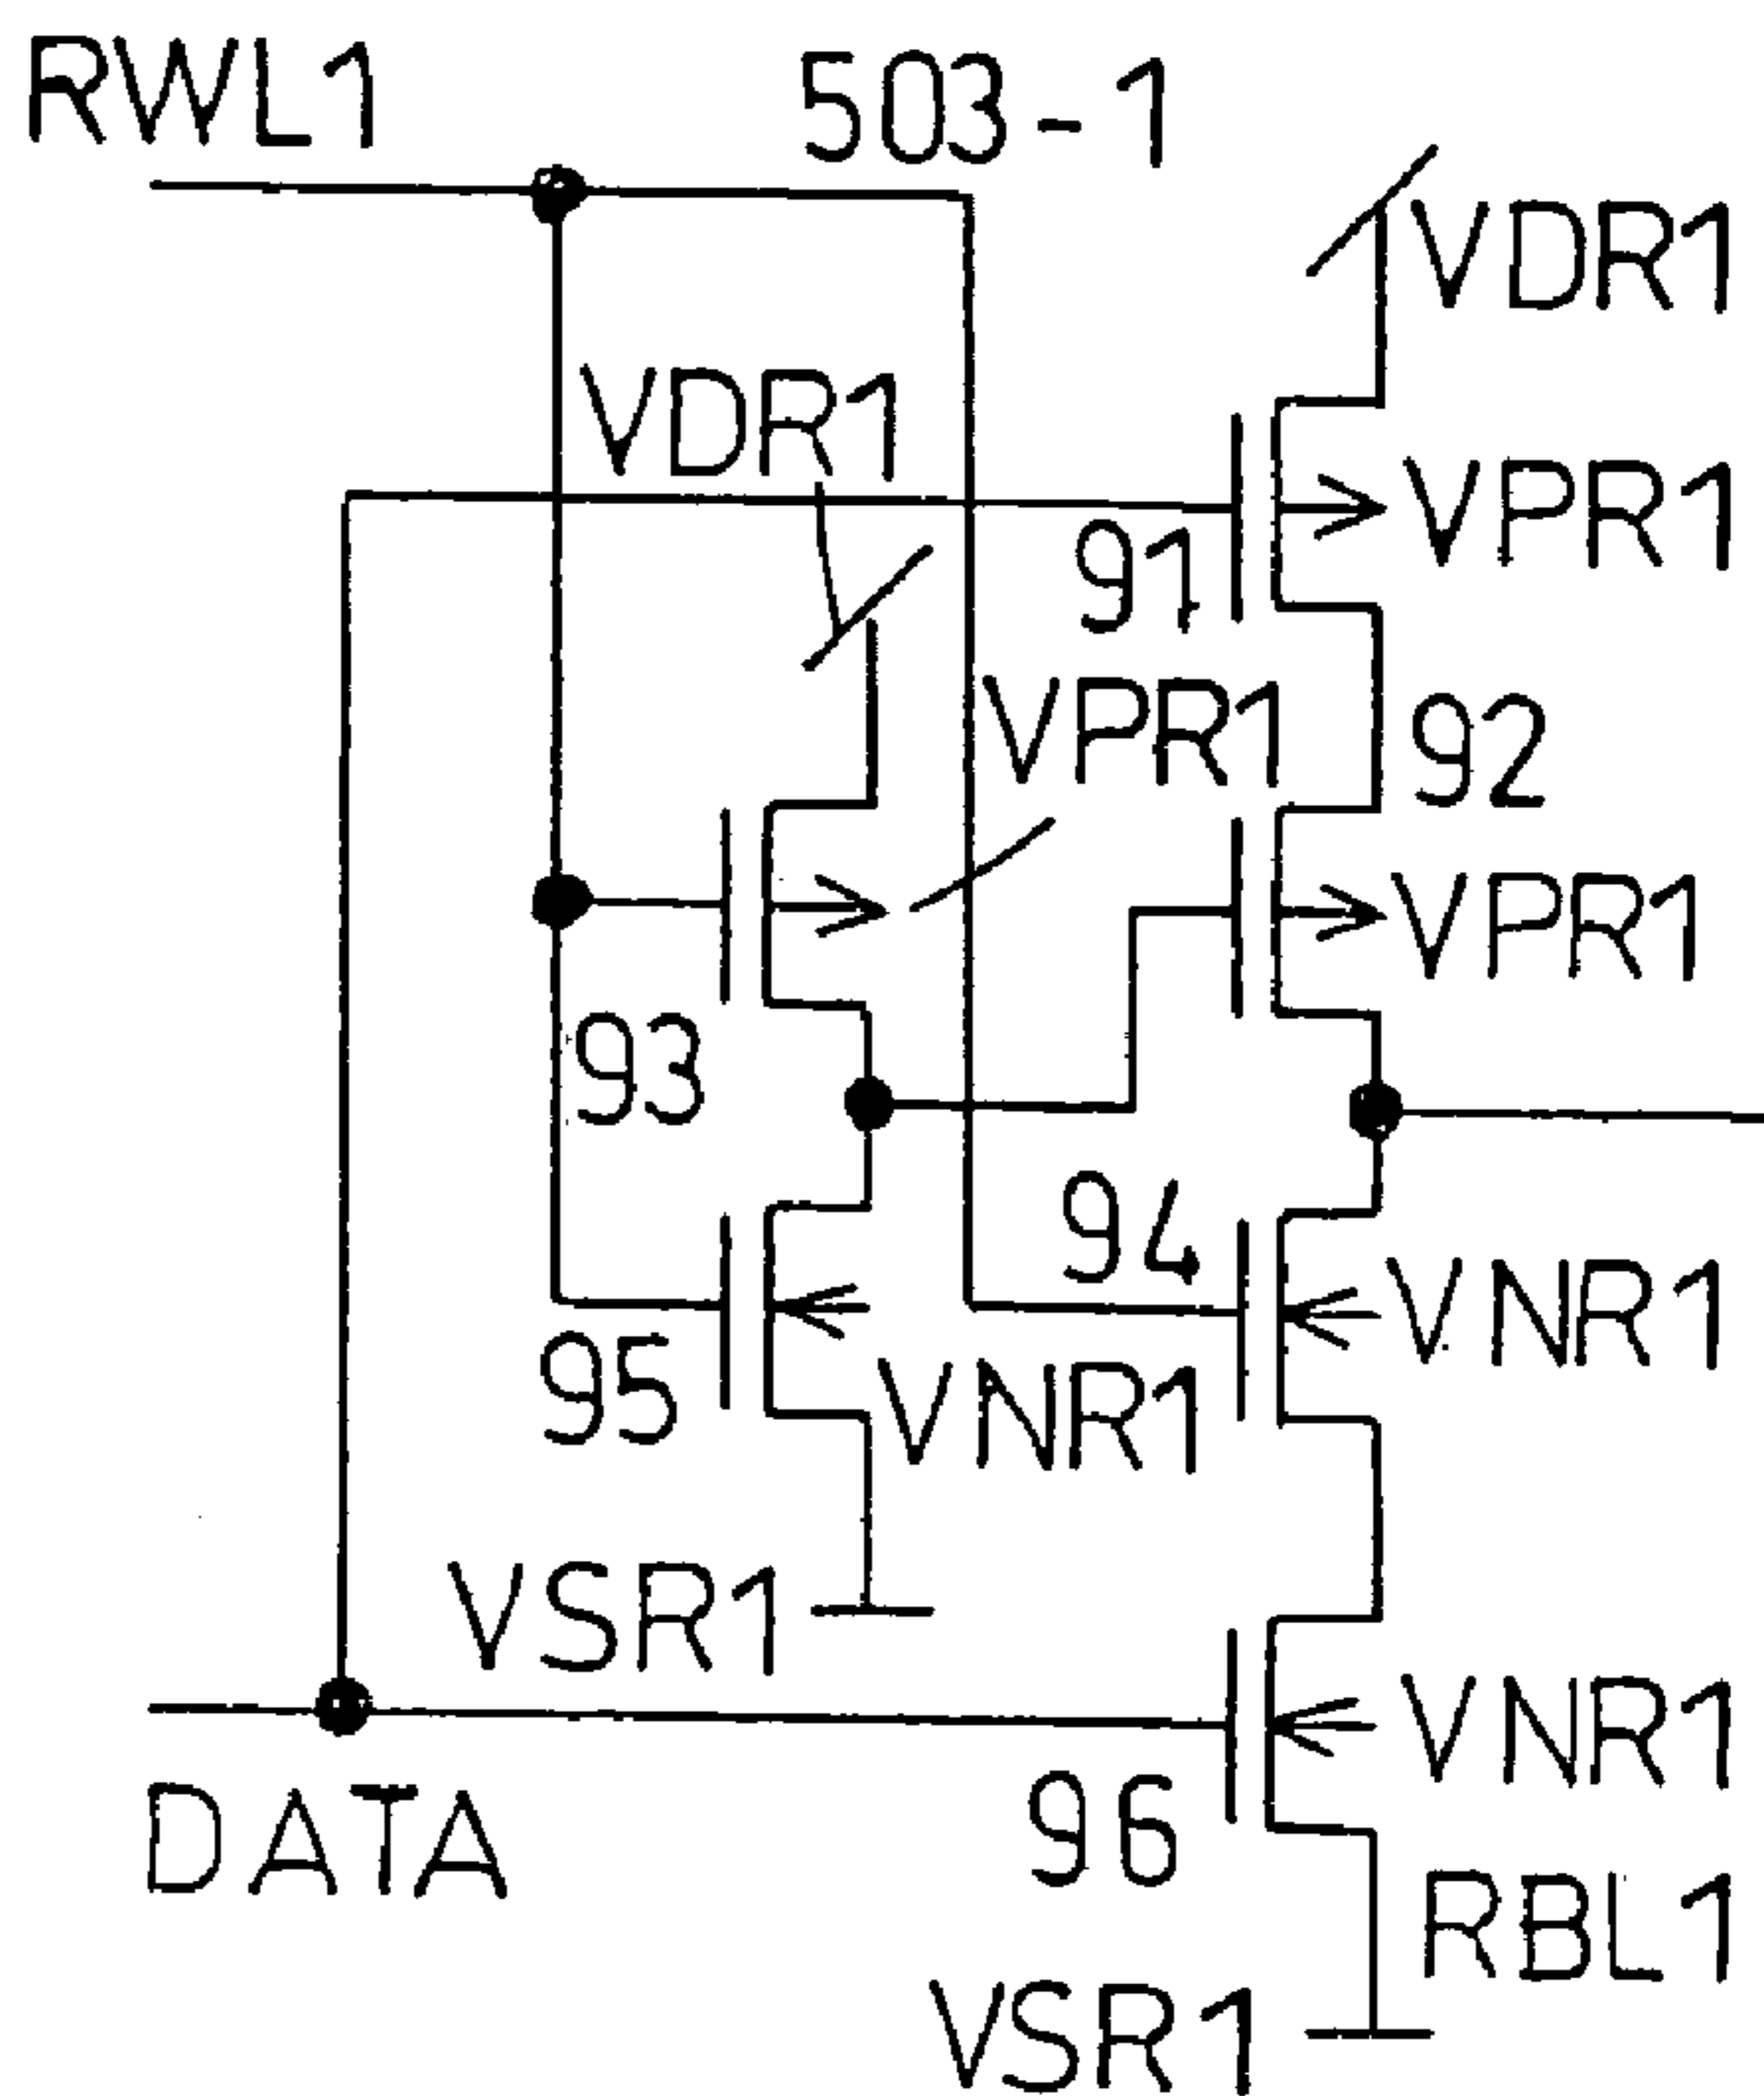 RWL1
503-1
VDR1
VDR1
VPR1
91
VPR1
92
VPR1
93
94
VNR1
95
VNR1
VSR1
VNR1
DATA
96
RBL1
VSR1